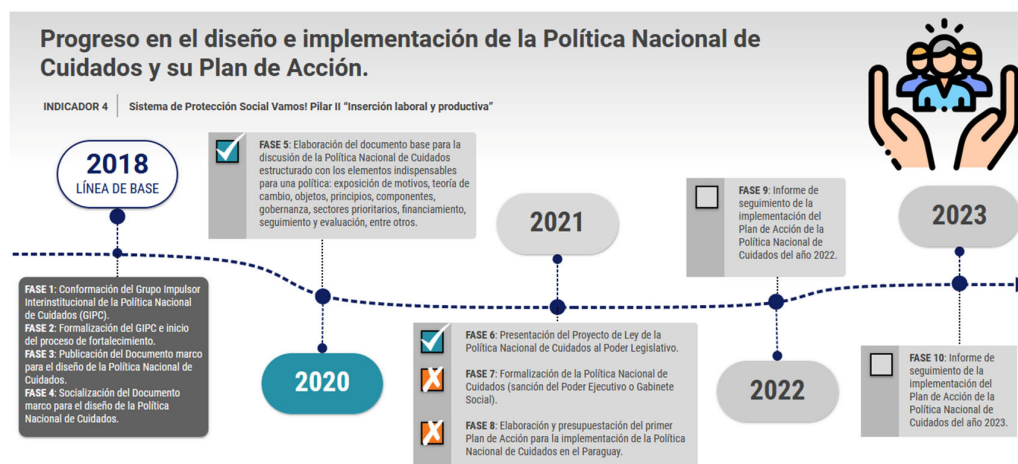 Progreso en el diseño e implementación de la Política Nacional de
Cuidados y su Plan de Acción.
INDICADOR 4
Sistema de Protección Social Vamos! Pilar II “Inserción laboral y productiva”
2018
LÍNEA DE BASE
FASE 1: Conformación del Grupo Impulsor
Interinstitucional de la Política Nacional
de Cuidados (GIPC).
FASE 2: Formalización del GIPC e inicio
del proceso de fortalecimiento.
FASE 3: Publicación del Documento marco
para el diseño de la Política Nacional de
Cuidados.
FASE 4: Socialización del Documento
marco para el diseño de la Política
Nacional de Cuidados.
FASE 5: Elaboración del documento base para la
discusión de la Política Nacional de Cuidados
estructurado con los elementos indispensables
para una política: exposición de motivos, teoría de
cambio, objetos, principios, componentes,
gobernanza, sectores prioritarios, financiamiento,
seguimiento y evaluación, entre otros.
2020
2021
FASE 6: Presentación del Proyecto de Ley de la
Política Nacional de Cuidados al Poder Legislativo.
FASE 7: Formalización de la Política Nacional de
Cuidados (sanción del Poder Ejecutivo o Gabinete
Social).
FASE 8: Elaboración y presupuestación del primer
Plan de Acción para la implementación de la Política
Nacional de Cuidados en el Paraguay.
FASE 9: Informe de
seguimiento de la
implementación del
Plan de Acción de la
Política Nacional de
Cuidados del año 2022.
2022
2023
FASE 10: Informe de
seguimiento de la
implementación del
Plan de Acción de la
Política Nacional de
Cuidados del año 2023.